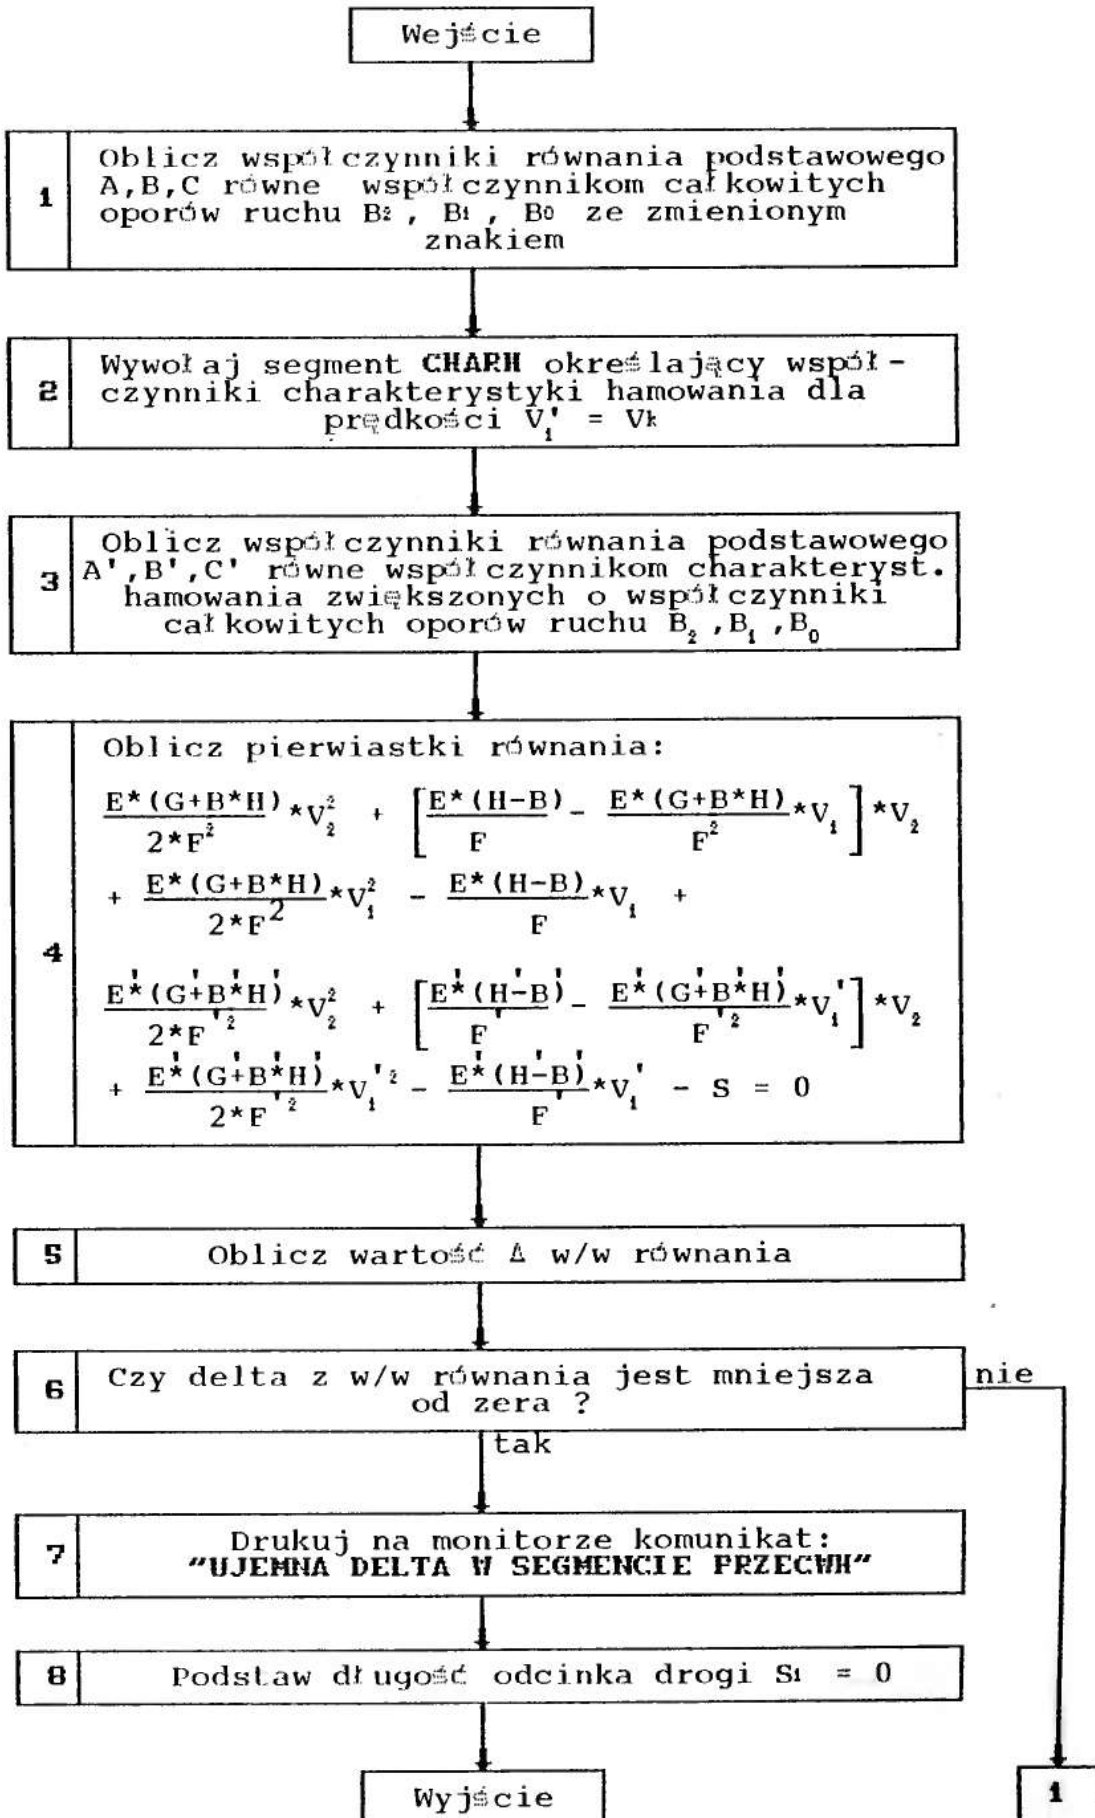 Wejście
1
Oblicz współczynniki równania podstawowego
A,B,C równe współczynnikom całkowitych
oporów ruchu B₂ , B₁ , B₀ ze zmienionym
znakiem
2
Wywołaj segment CHARH określający współ-
czynniki charakterystyki hamowania dla
prędkości V₁' = Vk
3
Oblicz współczynniki równania podstawowego
A',B',C' równe współczynnikom charakteryst.
hamowania zwiększonych o współczynniki
całkowitych oporów ruchu B₂ ,B₁ ,B₀
4
Oblicz pierwiastki równania:
E*(G+B*H)/2*F² *V₂² + [E*(H-B)/F - E*(G+B*H)/F² *V₁] *V₂
+ E*(G+B*H)/2*F² *V₁² - E*(H-B)/F *V₁ +
E'*(G'+B'*H')/2*F'² *V₂² + [E'*(H'-B')/F' - E'*(G'+B'*H')/F'² *V₁'] *V₂
+ E'*(G'+B'*H')/2*F'² *V₁'² - E'*(H'-B')/F' *V₁' - S = 0
5
Oblicz wartość Δ w/w równania
6
Czy delta z w/w równania jest mniejsza
od zera ?
nie
tak
7
Drukuj na monitorze komunikat:
"UJEMNA DELTA W SEGMENCIE PRZECWH"
8
Podstaw długość odcinka drogi S₁ = 0
Wyjście
1